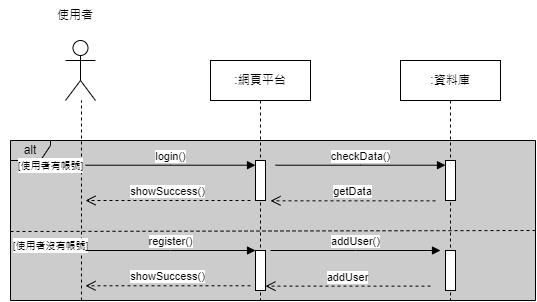 使用者
:網頁平台
:資料庫
alt
[使用者有帳號]
login()
checkData()
showSuccess()
getData
[使用者沒有帳號]
register()
addUser()
showSuccess()
addUser